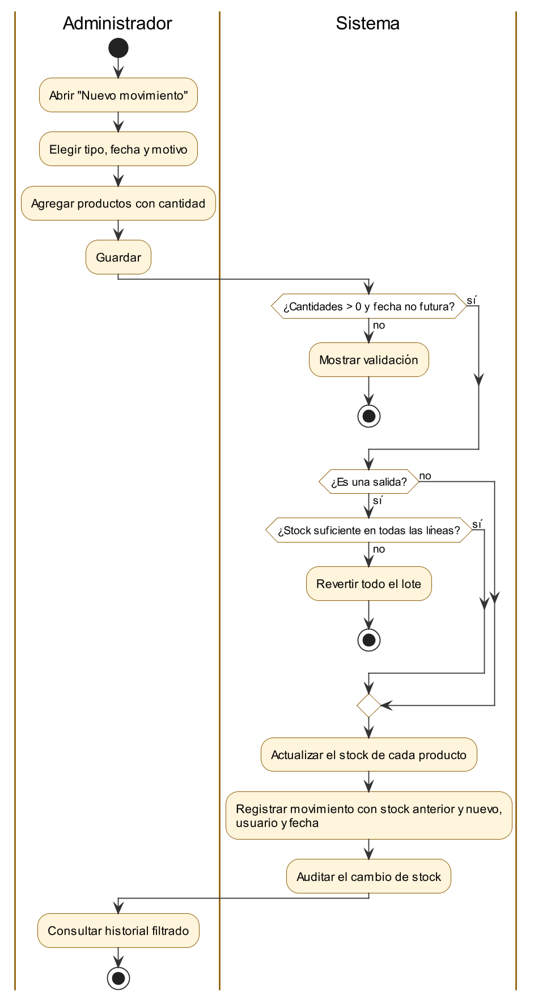 Administrador
Sistema
Abrir "Nuevo movimiento"
Elegir tipo, fecha y motivo
Agregar productos con cantidad
Guardar
¿Cantidades > 0 y fecha no futura?
sí
no
Mostrar validación
¿Es una salida?
no
sí
¿Stock suficiente en todas las líneas?
sí
no
Revertir todo el lote
Actualizar el stock de cada producto
Registrar movimiento con stock anterior y nuevo,
usuario y fecha
Auditar el cambio de stock
Consultar historial filtrado